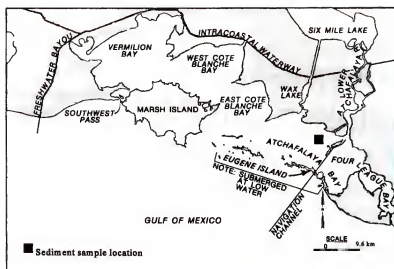 SIX MILE LAKE
INTRACOASTAL WATERWAY
VERMILION
BAY
FRESHWATER BAYOU
WEST COTE
BLANCHE
BAY
LOWER
ATCHAFALAYA
WAX
LAKE
MARSH ISLAND
EAST COTE
BLANCHE
BAY
SOUTHWEST
PASS
ATCHAFALAYA
BAY
FOUR LEAGUE BAY
EUGENE ISLAND
NOTE: SUBMERGED
AT LOW
WATER
NAVIGATION
CHANNEL
GULF OF MEXICO
SCALE
0 9.6 km
Sediment sample location